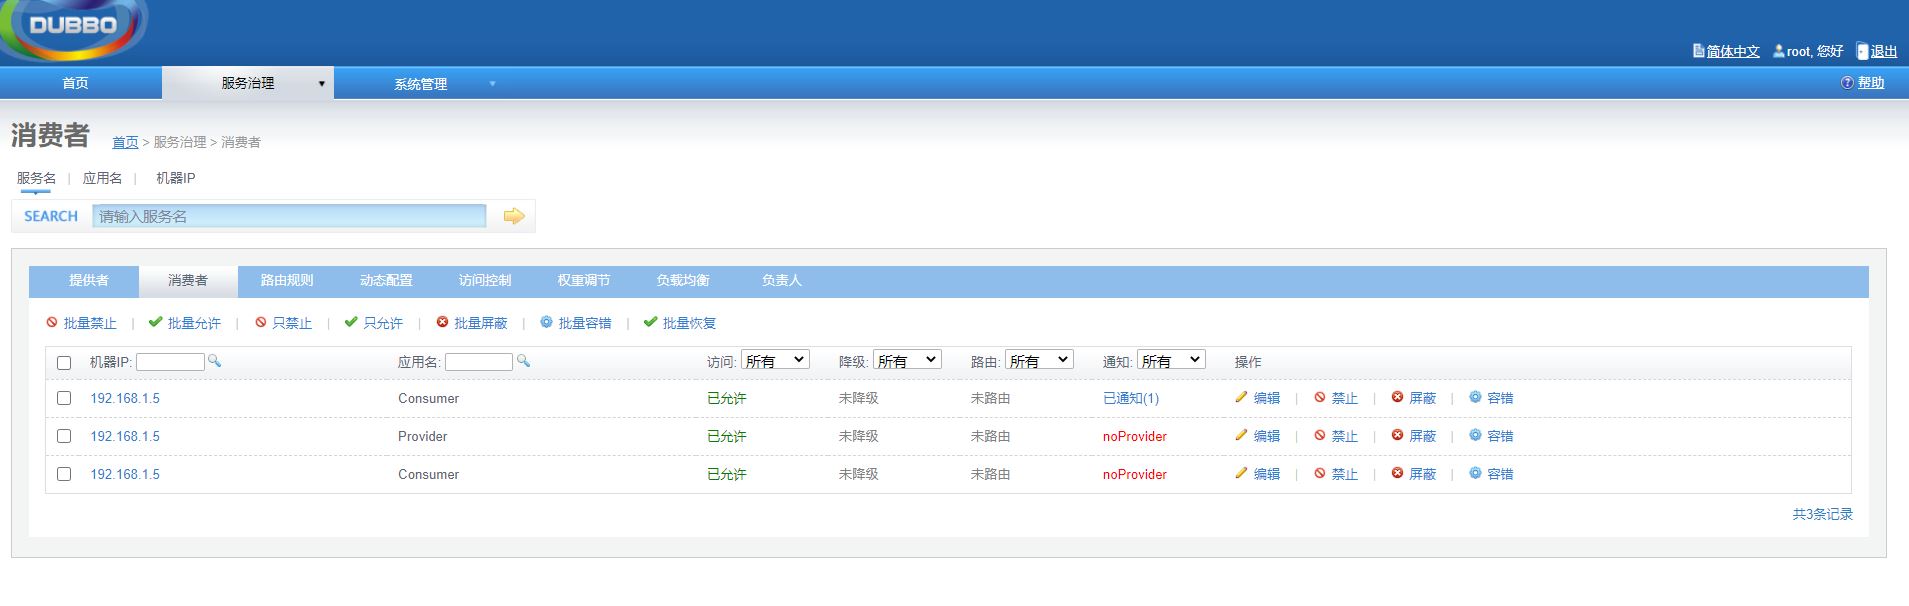 DUBBO
简体中文 root, 您好 退出
首页 服务治理 系统管理 帮助
消费者 首页 > 服务治理 > 消费者
服务名 | 应用名 | 机器IP
SEARCH 请输入服务名
提供者 消费者 路由规则 动态配置 访问控制 权重调节 负载均衡 负责人
批量禁止 | 批量允许 | 只禁止 | 只允许 | 批量屏蔽 | 批量容错 | 批量恢复
机器IP: 应用名: 访问: 所有 降级: 所有 路由: 所有 通知: 所有 操作
192.168.1.5 Consumer 已允许 未降级 未路由 已通知(1) 编辑 | 禁止 | 屏蔽 | 容错
192.168.1.5 Provider 已允许 未降级 未路由 noProvider 编辑 | 禁止 | 屏蔽 | 容错
192.168.1.5 Consumer 已允许 未降级 未路由 noProvider 编辑 | 禁止 | 屏蔽 | 容错
共3条记录